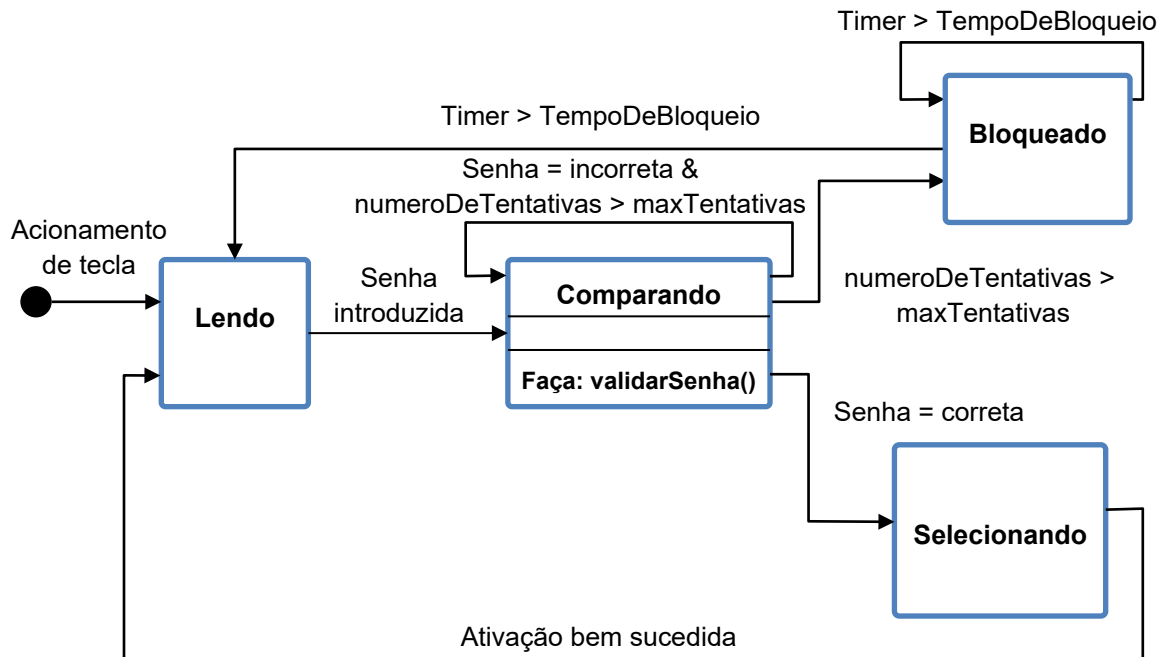 Timer > TempoDeBloqueio
Timer > TempoDeBloqueio
Bloqueado
Senha = incorreta &
numeroDeTentativas > maxTentativas
Acionamento
de tecla
Lendo
Senha
introduzida
Comparando
numeroDeTentativas >
maxTentativas
Faça: validarSenha()
Senha = correta
Selecionando
Ativação bem sucedida